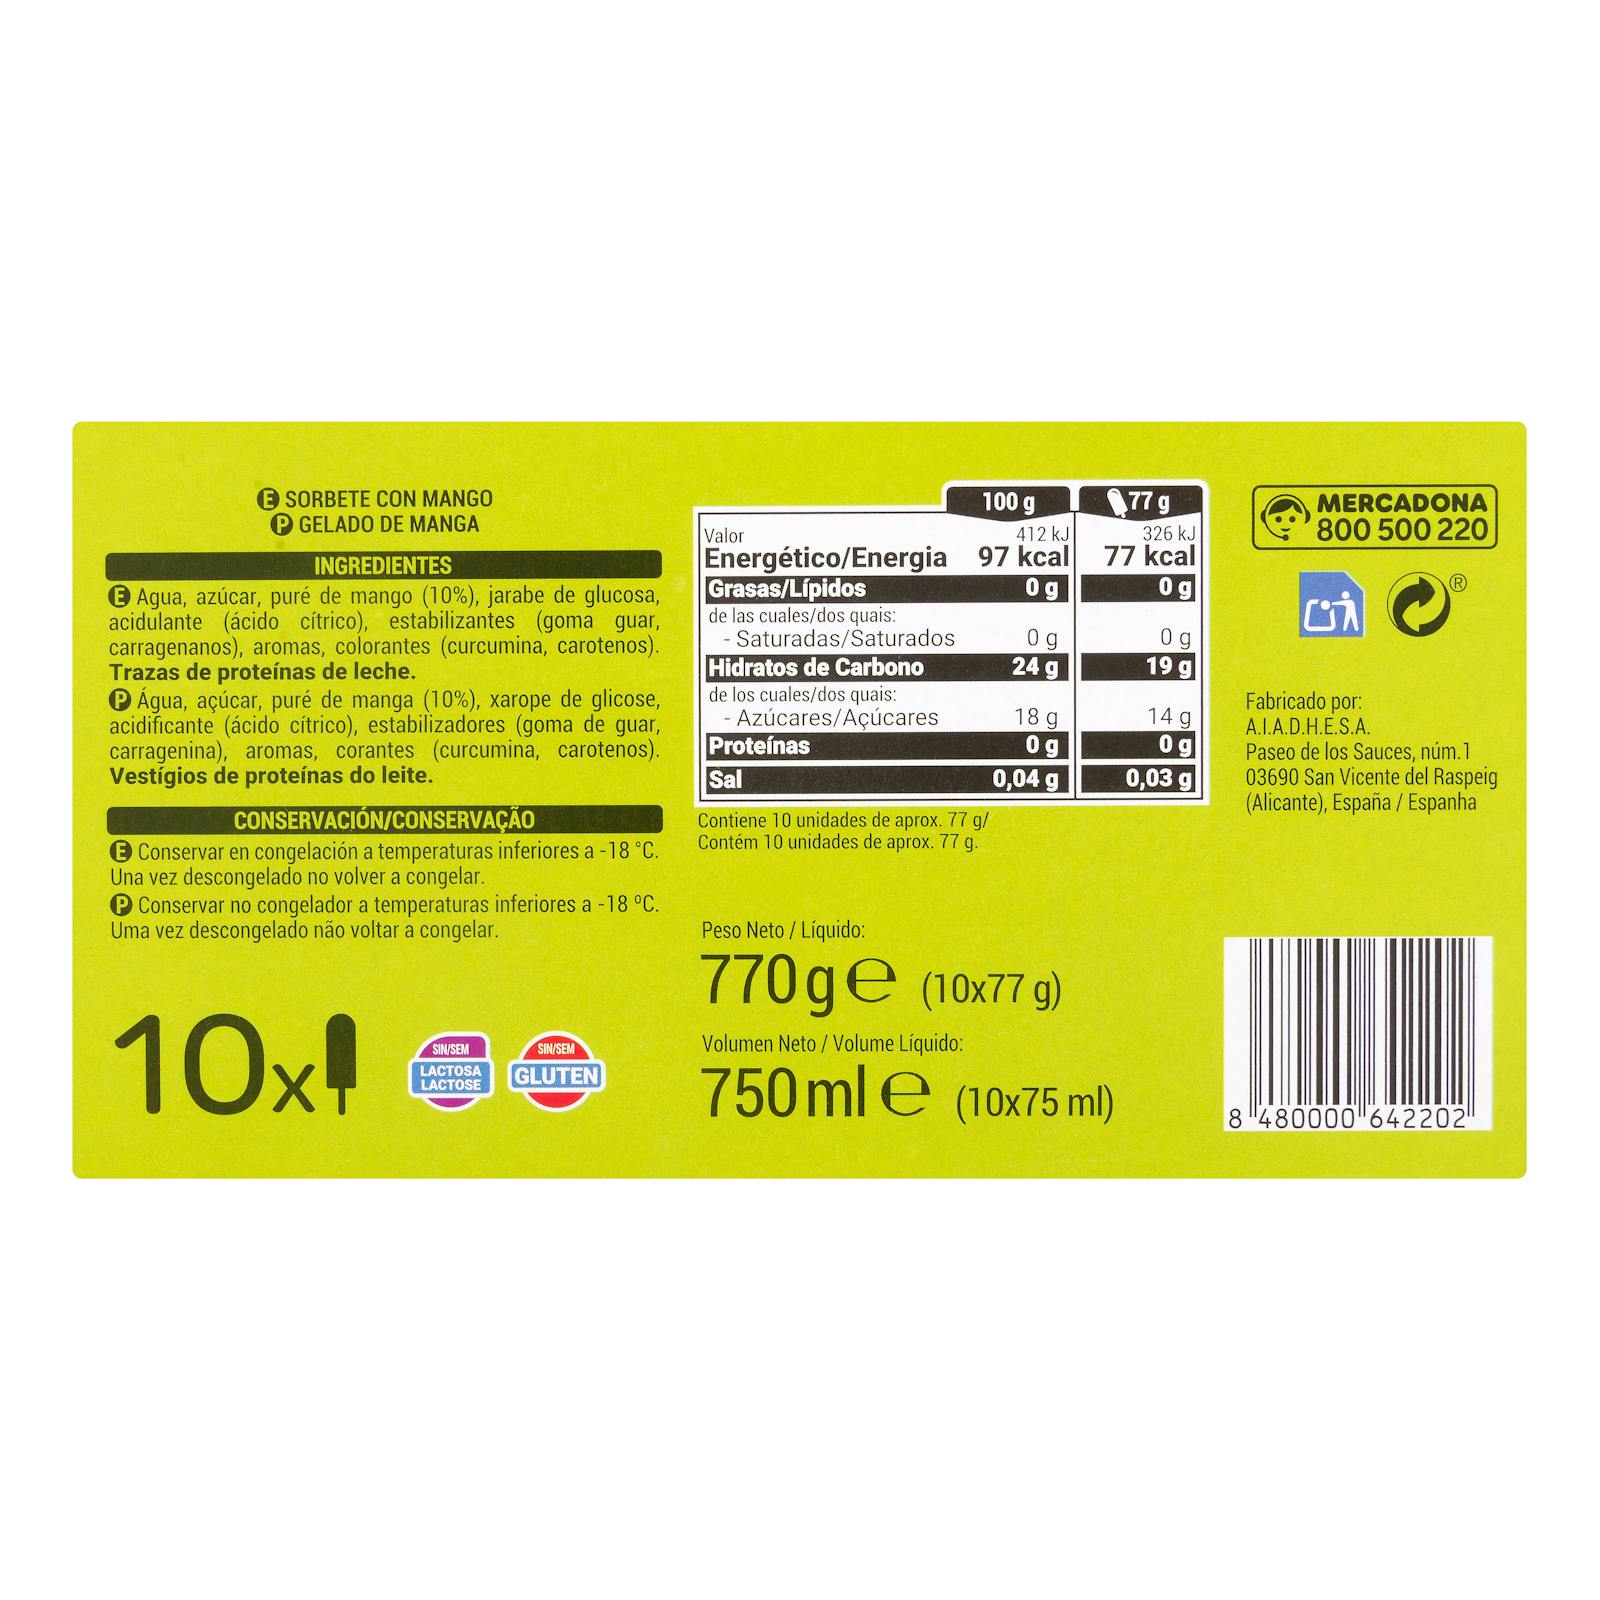 E SORBETE CON MANGO
P GELADO DE MANGA
INGREDIENTES
E Agua, azúcar, puré de mango (10%), jarabe de glucosa,
acidulante (ácido cítrico), estabilizantes (goma guar,
carragenanos), aromas, colorantes (curcumina, carotenos).
Trazas de proteínas de leche.
P Água, açúcar, puré de manga (10%), xarope de glicose,
acidificante (ácido cítrico), estabilizadores (goma de guar,
carragenina), aromas, corantes (curcumina, carotenos).
Vestígios de proteínas do leite.
CONSERVACIÓN/CONSERVAÇÃO
E Conservar en congelación a temperaturas inferiores a -18 °C.
Una vez descongelado no volver a congelar.
P Conservar no congelador a temperaturas inferiores a -18 ºC.
Uma vez descongelado não voltar a congelar.
10x
SIN/SEM
LACTOSA
LACTOSE
SIN/SEM
GLUTEN
100 g 77 g
Valor 412 kJ 326 kJ
Energético/Energia 97 kcal 77 kcal
Grasas/Lípidos 0 g 0 g
de las cuales/dos quais:
- Saturadas/Saturados 0 g 0 g
Hidratos de Carbono 24 g 19 g
de los cuales/dos quais:
- Azúcares/Açúcares 18 g 14 g
Proteínas 0 g 0 g
Sal 0,04 g 0,03 g
Contiene 10 unidades de aprox. 77 g/
Contém 10 unidades de aprox. 77 g.
Peso Neto / Líquido:
770 g e (10x77 g)
Volumen Neto / Volume Líquido:
750 ml e (10x75 ml)
MERCADONA
800 500 220
®
Fabricado por:
A.I.A.D.H.E.S.A.
Paseo de los Sauces, núm.1
03690 San Vicente del Raspeig
(Alicante), España / Espanha
8 480000 642202